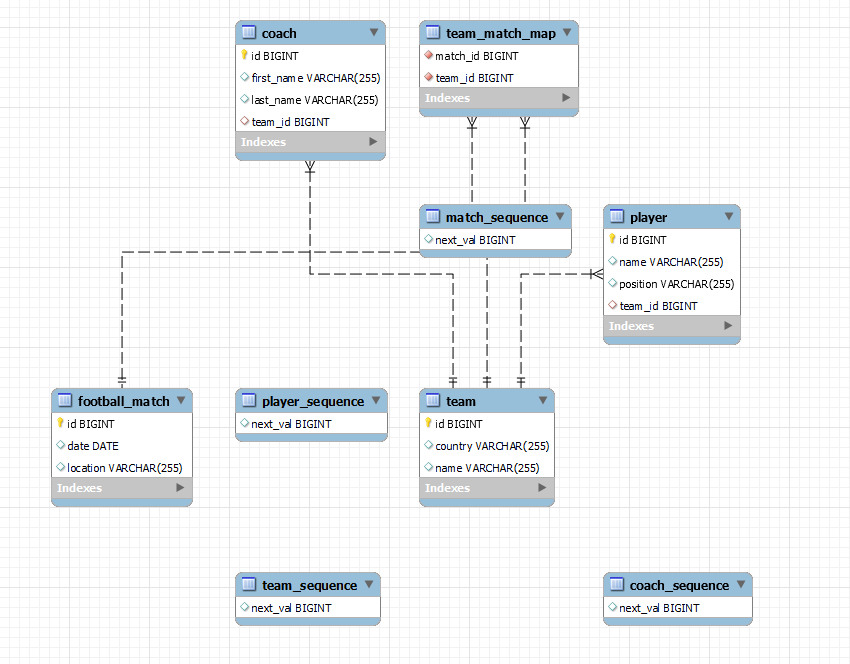 coach
id BIGINT
first_name VARCHAR(255)
last_name VARCHAR(255)
team_id BIGINT
Indexes
team_match_map
match_id BIGINT
team_id BIGINT
Indexes
match_sequence
next_val BIGINT
player
id BIGINT
name VARCHAR(255)
position VARCHAR(255)
team_id BIGINT
Indexes
football_match
id BIGINT
date DATE
location VARCHAR(255)
Indexes
player_sequence
next_val BIGINT
team
id BIGINT
country VARCHAR(255)
name VARCHAR(255)
Indexes
team_sequence
next_val BIGINT
coach_sequence
next_val BIGINT